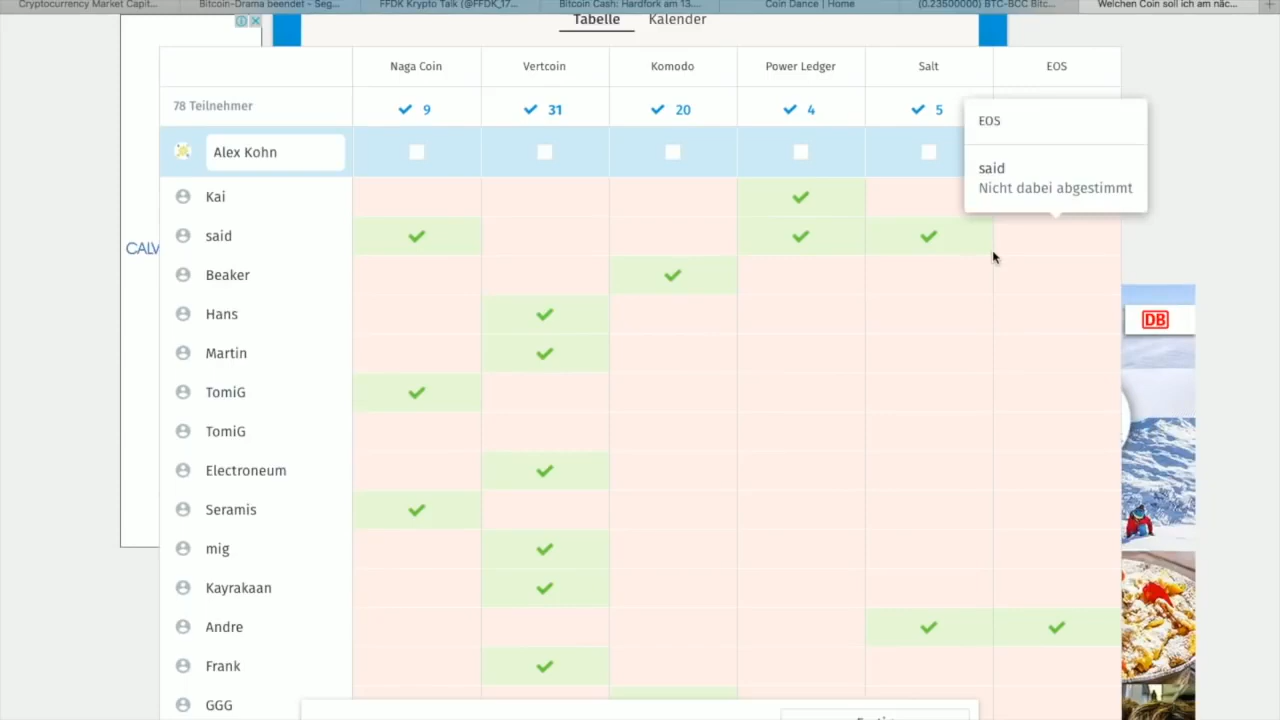 Cryptocurrency Market Capit... Bitcoin-Drama beendet - Seg... FFDK Krypto Talk (@FFDK_17... Bitcoin Cash: Hardfork am 13.... Coin Dance | Home (0.23500000) BTC-BCC Bitc... Welchen Coin soll ich am näc...
Tabelle Kalender
Naga Coin Vertcoin Komodo Power Ledger Salt EOS
78 Teilnehmer 9 31 20 4 5
EOS
said
Nicht dabei abgestimmt
Alex Kohn
Kai
said
CALV
Beaker
Hans
DB
Martin
TomiG
TomiG
Electroneum
Seramis
mig
Kayrakaan
Andre
Frank
GGG